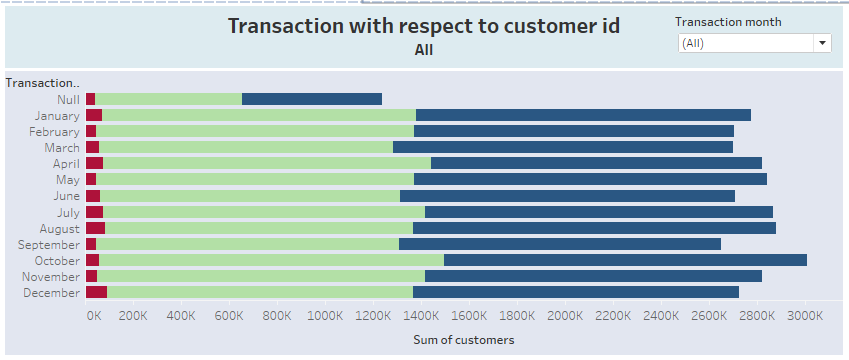 Transaction with respect to customer id
All
Transaction month
(All)
Transaction..
Null
January
February
March
April
May
June
July
August
September
October
November
December
0K 200K 400K 600K 800K 1000K 1200K 1400K 1600K 1800K 2000K 2200K 2400K 2600K 2800K 3000K
Sum of customers